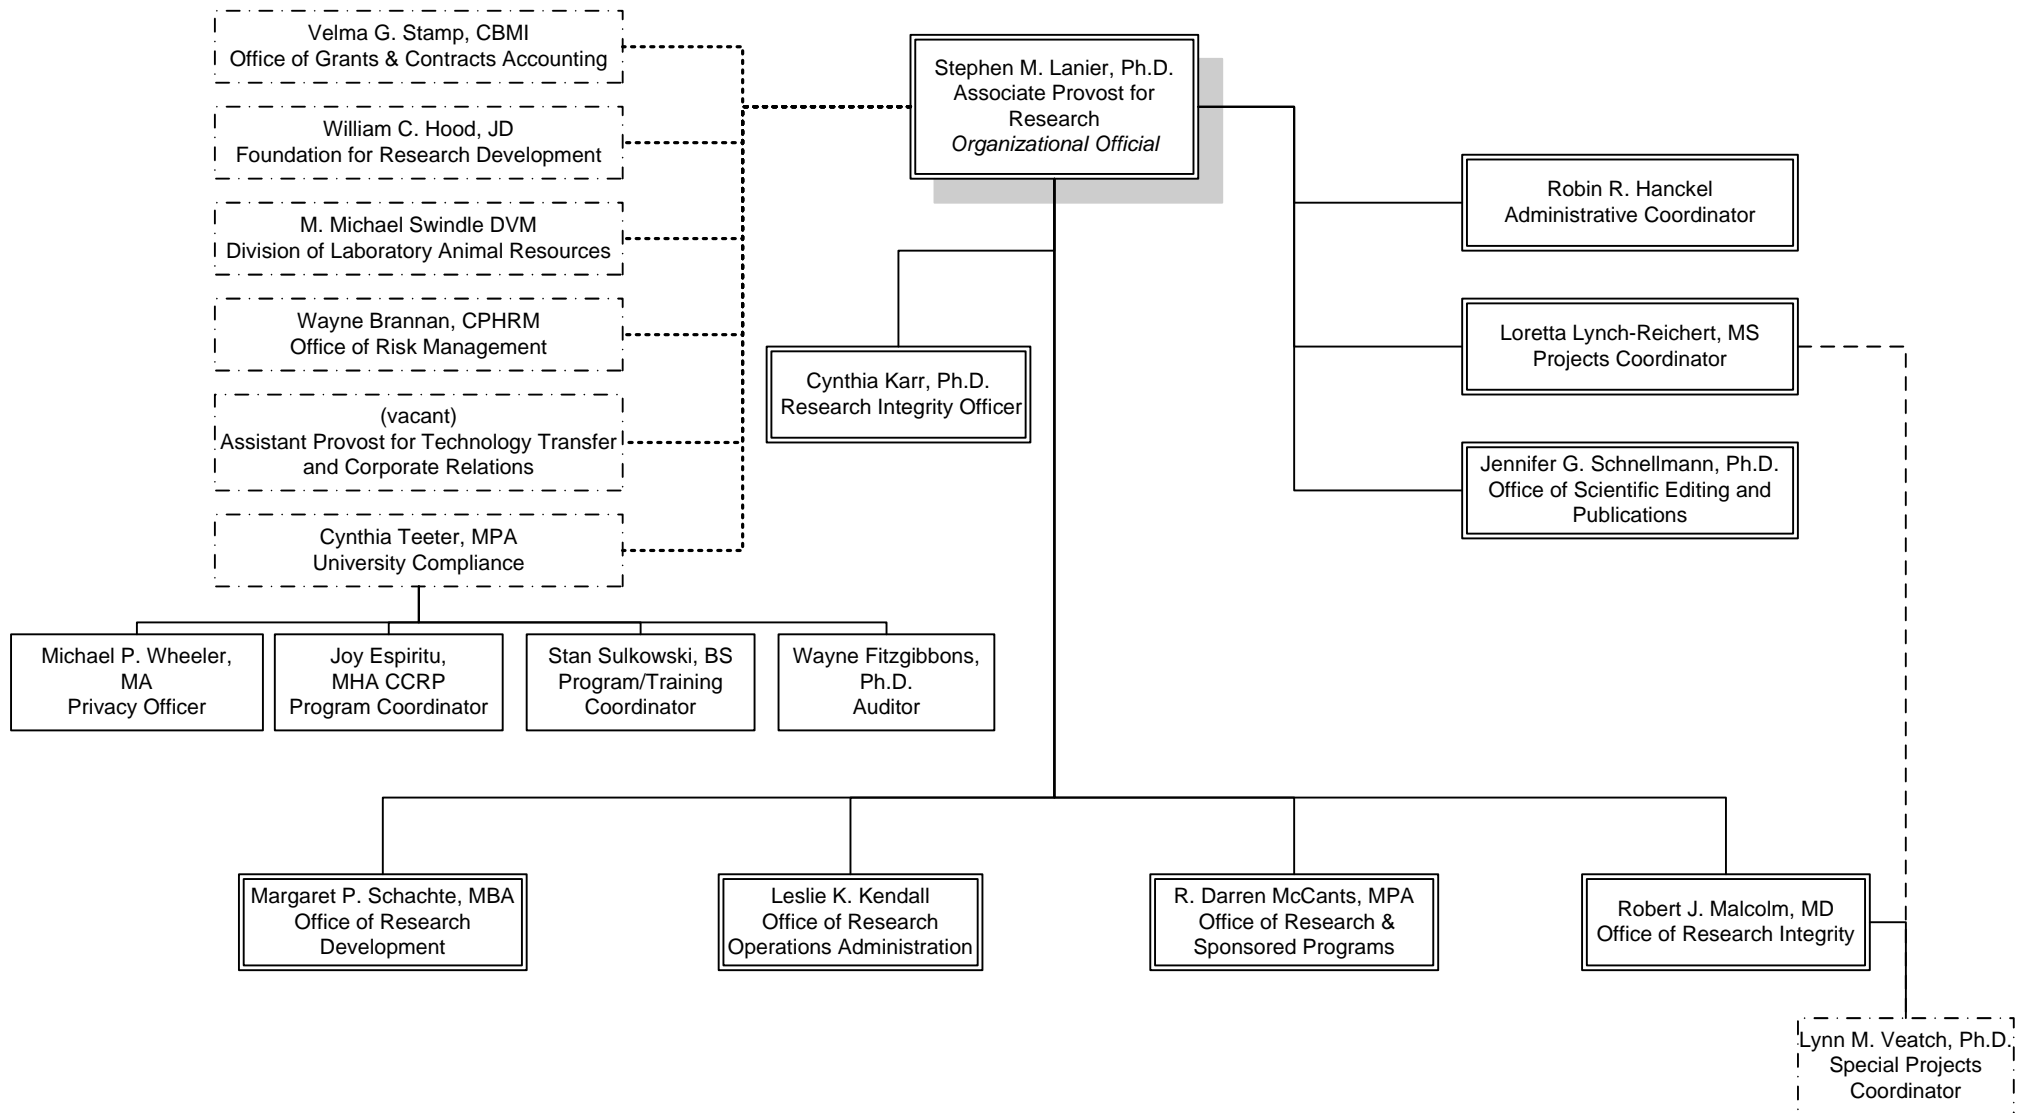 Velma G. Stamp, CBMI
Office of Grants & Contracts Accounting
William C. Hood, JD
Foundation for Research Development
M. Michael Swindle DVM
Division of Laboratory Animal Resources
Wayne Brannan, CPHRM
Office of Risk Management
(vacant)
Assistant Provost for Technology Transfer
and Corporate Relations
Cynthia Teeter, MPA
University Compliance
Michael P. Wheeler,
MA
Privacy Officer
Joy Espiritu,
MHA CCRP
Program Coordinator
Stan Sulkowski, BS
Program/Training
Coordinator
Wayne Fitzgibbons,
Ph.D.
Auditor
Stephen M. Lanier, Ph.D.
Associate Provost for
Research
Organizational Official
Cynthia Karr, Ph.D.
Research Integrity Officer
Robin R. Hanckel
Administrative Coordinator
Loretta Lynch-Reichert, MS
Projects Coordinator
Jennifer G. Schnellmann, Ph.D.
Office of Scientific Editing and
Publications
Margaret P. Schachte, MBA
Office of Research
Development
Leslie K. Kendall
Office of Research
Operations Administration
R. Darren McCants, MPA
Office of Research &
Sponsored Programs
Robert J. Malcolm, MD
Office of Research Integrity
Lynn M. Veatch, Ph.D.
Special Projects
Coordinator